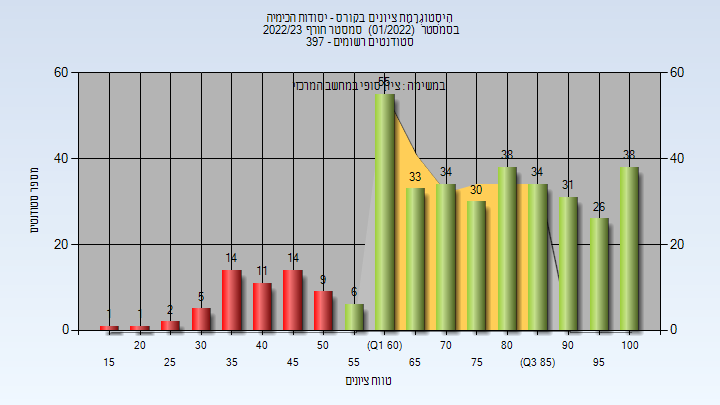 הִיסְטוֹגְרָמַת ציונים בקורס - יסודות הכימיה
בסמסטר (01/2022) סמסטר חורף 2022/23
סטודנטים רשומים - 397
במשימה : ציון סופי במחשב המרכזי
מספר סטודנטים
60 60
40 40
20 20
0 0
1 1 2 5 14 11 14 9 6 55 33 34 30 38 34 31 26 38
20 30 40 50 (Q1 60) 70 80 90 100
15 25 35 45 55 65 75 (Q3 85) 95
טווח ציונים